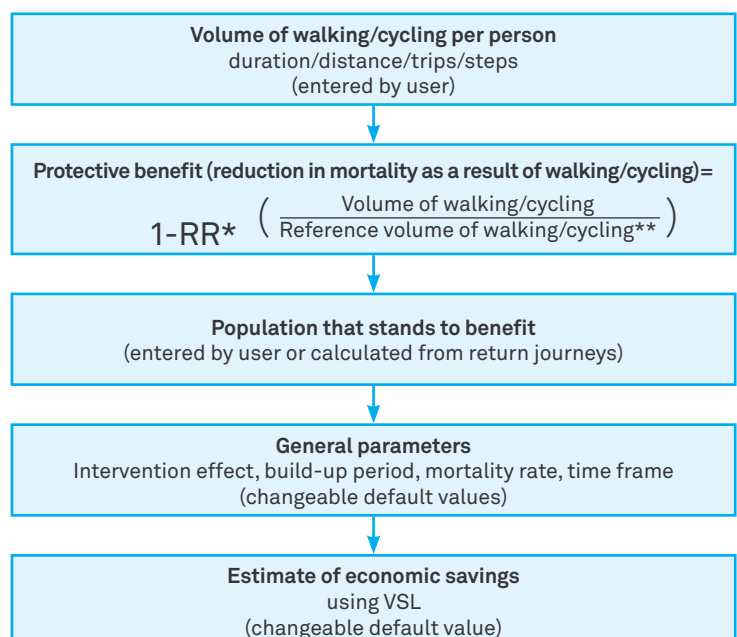 Volume of walking/cycling per person
duration/distance/trips/steps
(entered by user)
Protective benefit (reduction in mortality as a result of walking/cycling)=
1-RR* ( Volume of walking/cycling
Reference volume of walking/cycling** )
Population that stands to benefit
(entered by user or calculated from return journeys)
General parameters
Intervention effect, build-up period, mortality rate, time frame
(changeable default values)
Estimate of economic savings
using VSL
(changeable default value)